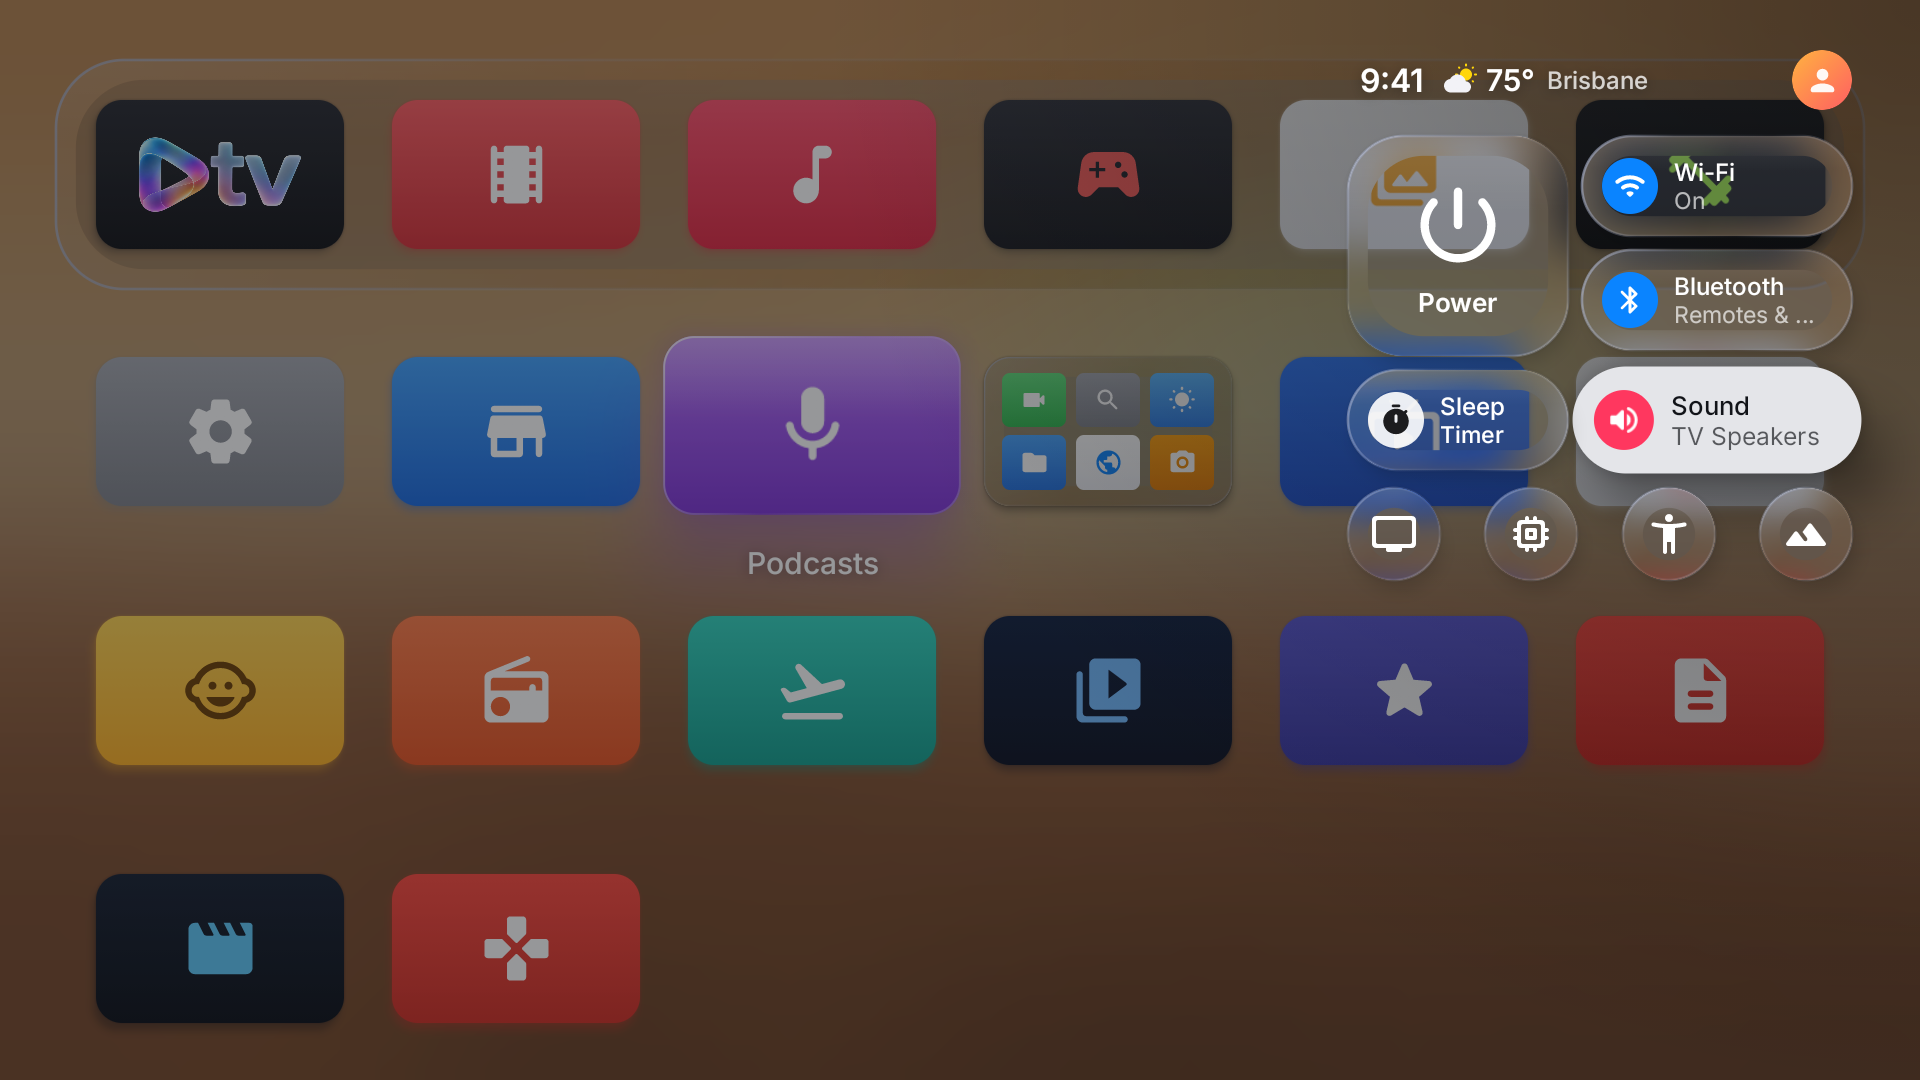 9:41 75° Brisbane
tv
Wi-Fi
On
Power
Bluetooth
Remotes & ...
Sleep
Timer
Sound
TV Speakers
Podcasts